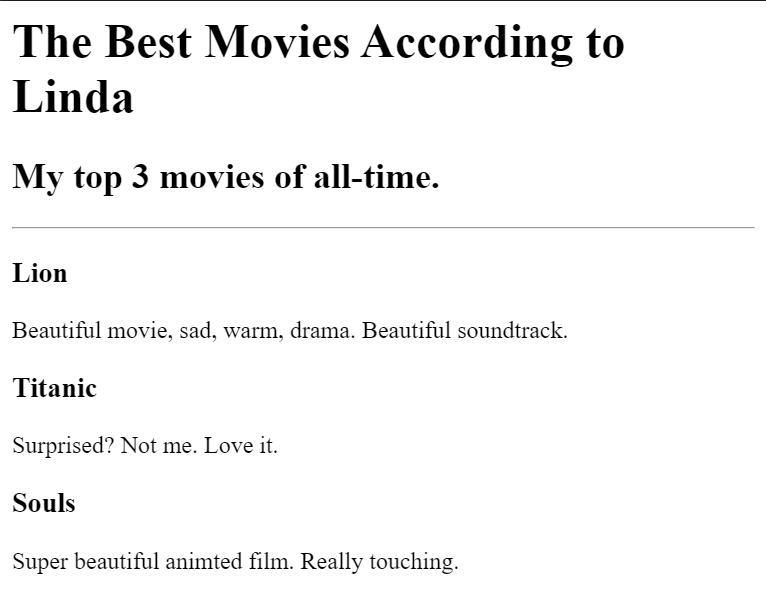 The Best Movies According to
Linda
My top 3 movies of all-time.
Lion
Beautiful movie, sad, warm, drama. Beautiful soundtrack.
Titanic
Surprised? Not me. Love it.
Souls
Super beautiful animted film. Really touching.